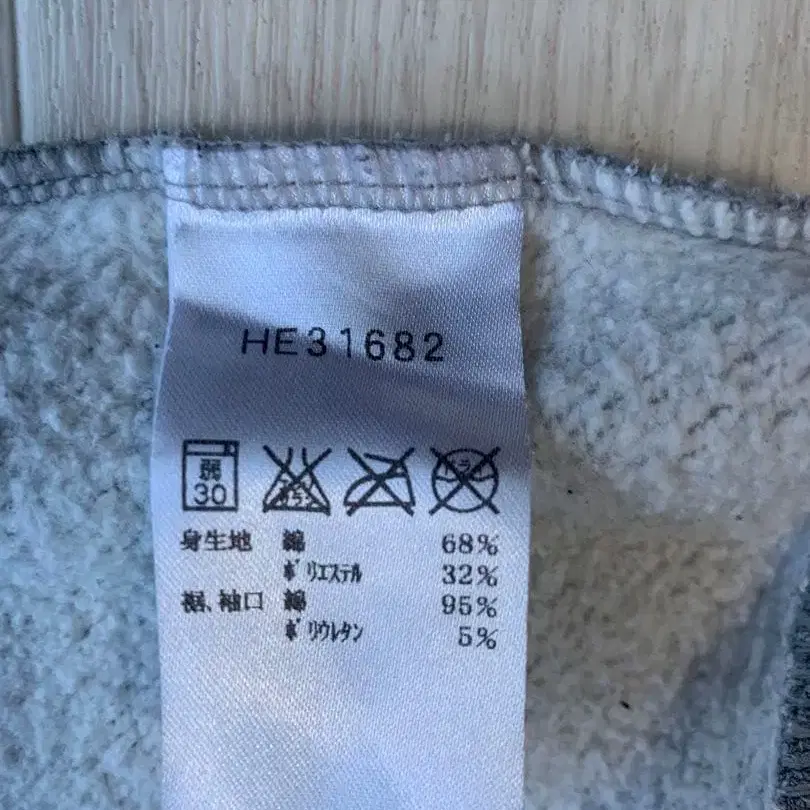 HE31682
弱
30
身生地 綿 68%
ポリエステル 32%
裾、袖口 綿 95%
ポリウレタン 5%